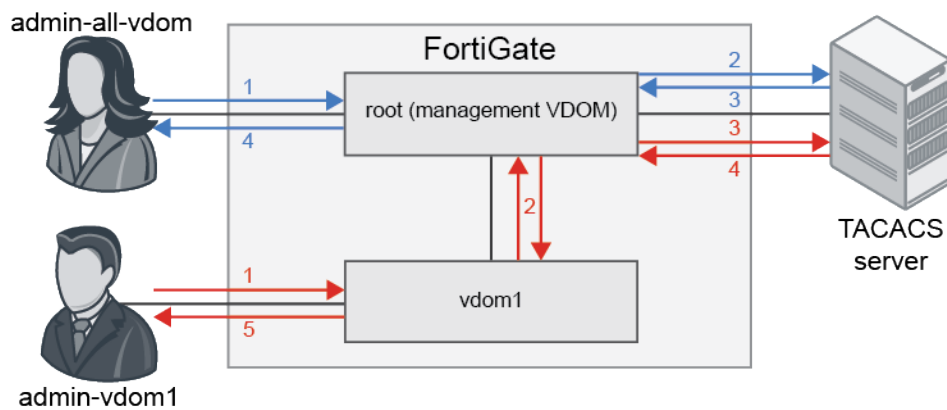 admin-all-vdom
FortiGate
1
2
root (management VDOM)
3
4
3
4
2
TACACS
server
1
vdom1
5
admin-vdom1